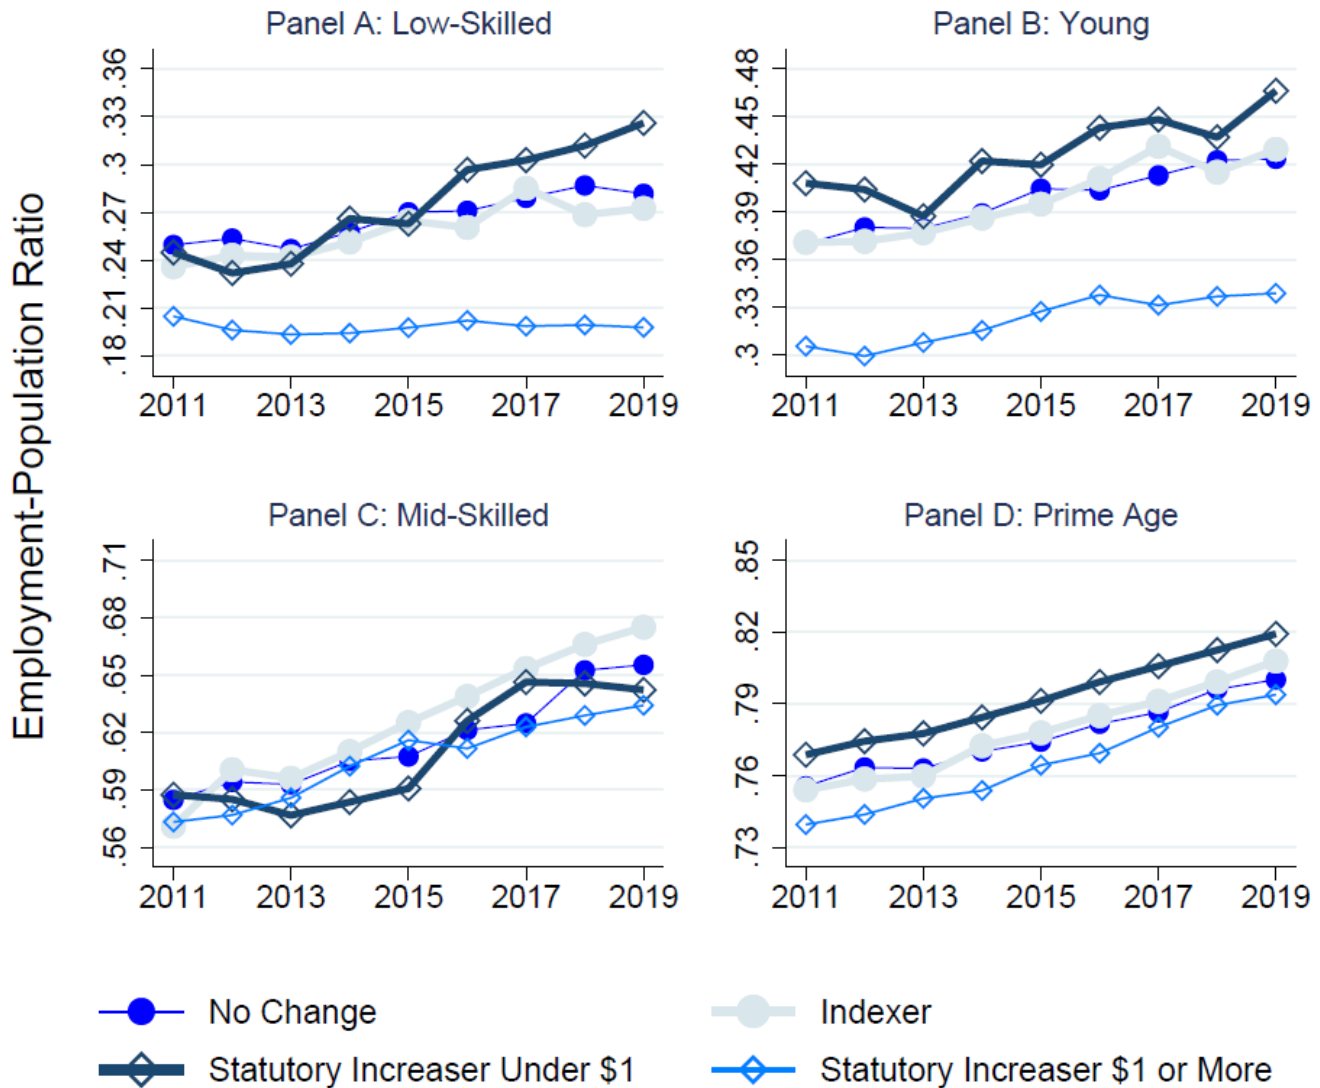 Panel A: Low-Skilled
.36
.33
.3
.27
.24
.21
.18
2011 2013 2015 2017 2019
Panel B: Young
.48
.45
.42
.39
.36
.33
.3
2011 2013 2015 2017 2019
Employment-Population Ratio
Panel C: Mid-Skilled
.71
.68
.65
.62
.59
.56
2011 2013 2015 2017 2019
Panel D: Prime Age
.85
.82
.79
.76
.73
2011 2013 2015 2017 2019
No Change
Indexer
Statutory Increaser Under $1
Statutory Increaser $1 or More